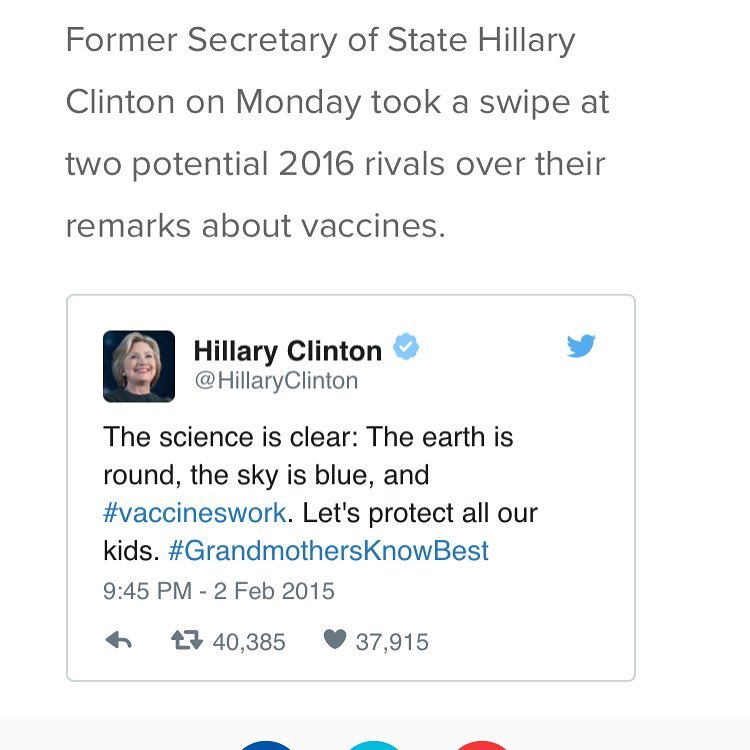 Former Secretary of State Hillary
Clinton on Monday took a swipe at
two potential 2016 rivals over their
remarks about vaccines.
Hillary Clinton
@HillaryClinton
The science is clear: The earth is
round, the sky is blue, and
#vaccineswork. Let's protect all our
kids. #GrandmothersKnowBest
9:45 PM - 2 Feb 2015
40,385 37,915